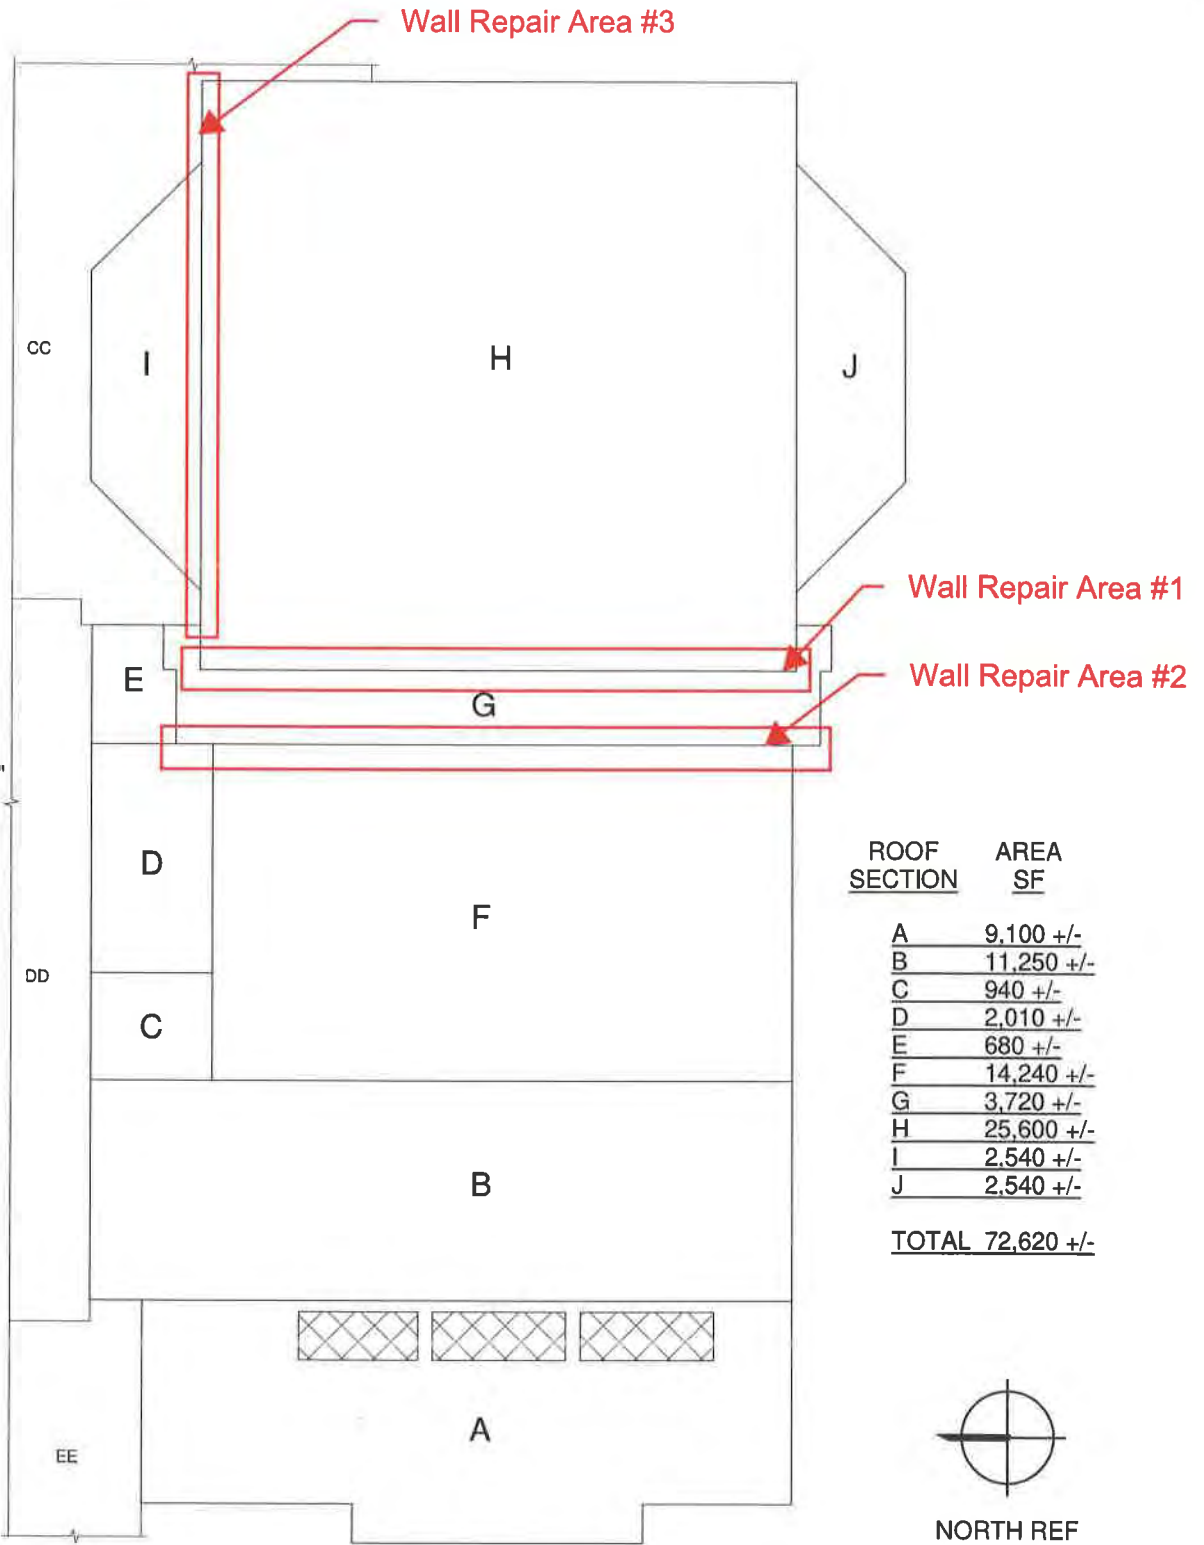 Wall Repair Area #3
CC
I
H
J
Wall Repair Area #1
E
Wall Repair Area #2
G
"
D
ROOF SECTION
AREA SF
F
A 9,100 +/-
B 11,250 +/-
DD
C 940 +/-
C
D 2,010 +/-
E 680 +/-
F 14,240 +/-
G 3,720 +/-
H 25,600 +/-
I 2,540 +/-
J 2,540 +/-
B
TOTAL 72,620 +/-
A
EE
NORTH REF